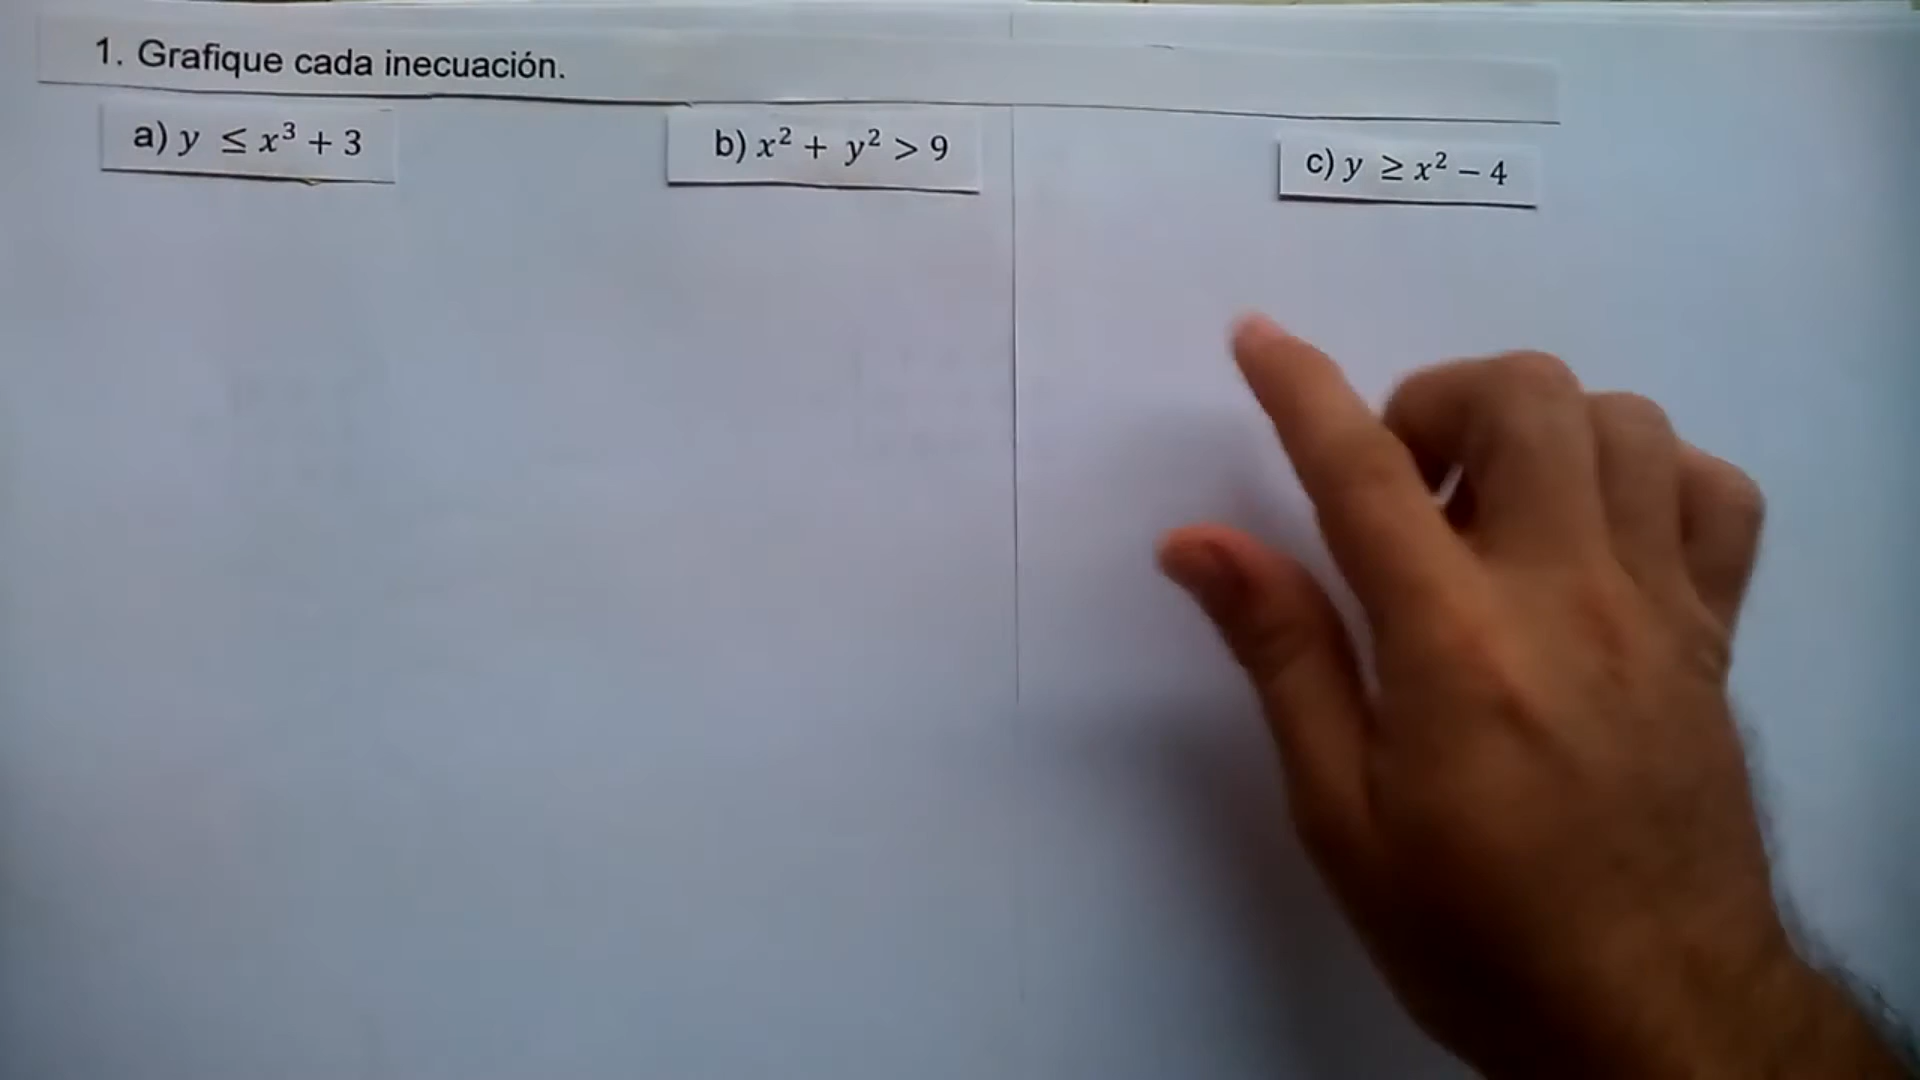 1. Grafique cada inecuación.
a) y ≤ x³ + 3
b) x² + y² > 9
c) y ≥ x² − 4